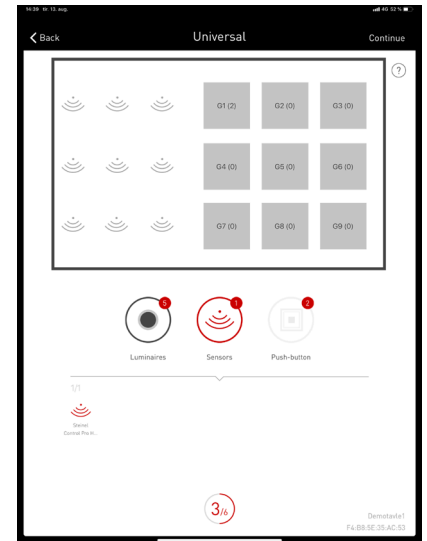 14:39 tir. 13. aug.
4G 52 %
Back
Universal
Continue
?
G1 (2)
G2 (0)
G3 (0)
G4 (0)
G5 (0)
G6 (0)
G7 (0)
G8 (0)
G9 (0)
5
1
2
Luminaires
Sensors
Push-button
1/1
Steinel
3/6
Demotavle1
F4:B8:5E:35:AC:53